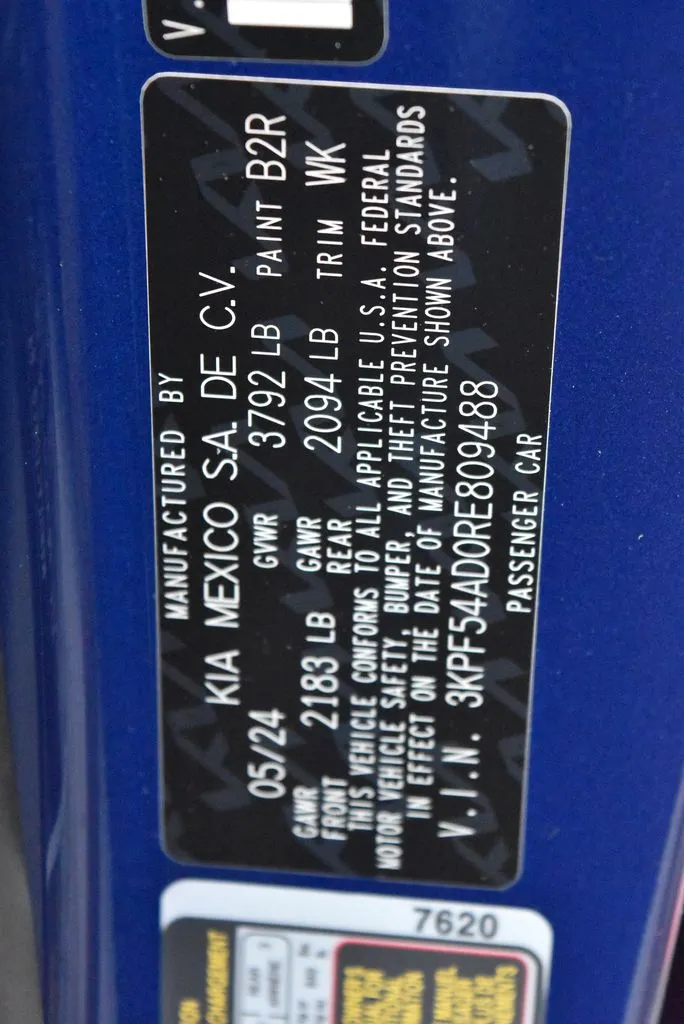 V.
MANUFACTURED BY
KIA MEXICO S.A. DE C.V.
05/24 GVWR 3792 LB PAINT B2R
GAWR FRONT 2183 LB GAWR REAR 2094 LB TRIM WK
THIS VEHICLE CONFORMS TO ALL APPLICABLE U.S.A. FEDERAL
MOTOR VEHICLE SAFETY, BUMPER, AND THEFT PREVENTION STANDARDS
IN EFFECT ON THE DATE OF MANUFACTURE SHOWN ABOVE.
V.I.N. 3KPF54AD0RE809488
PASSENGER CAR
7620